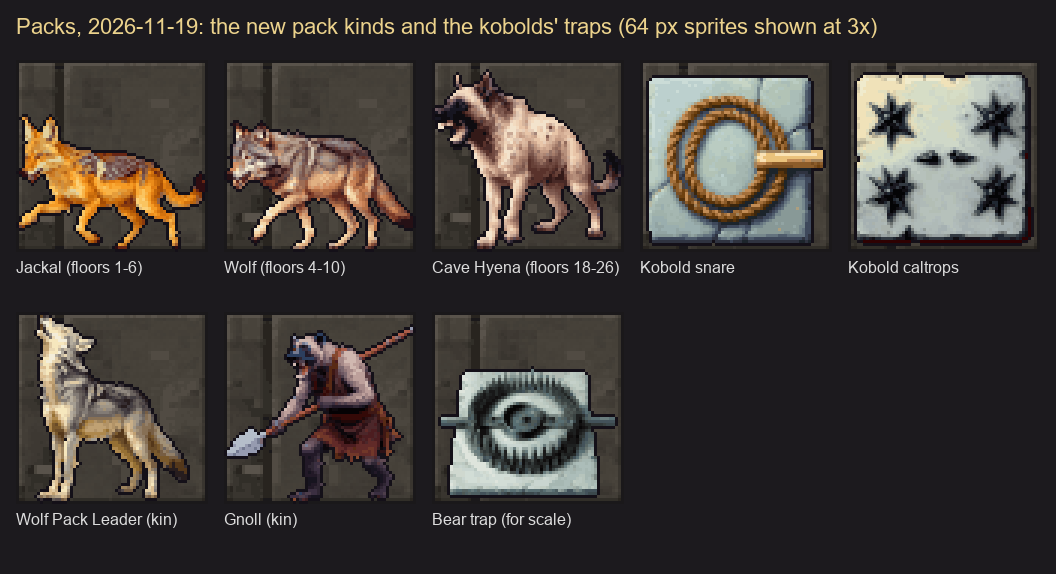 Packs, 2026-11-19: the new pack kinds and the kobolds' traps (64 px sprites shown at 3x)
Jackal (floors 1-6)
Wolf (floors 4-10)
Cave Hyena (floors 18-26)
Kobold snare
Kobold caltrops
Wolf Pack Leader (kin)
Gnoll (kin)
Bear trap (for scale)